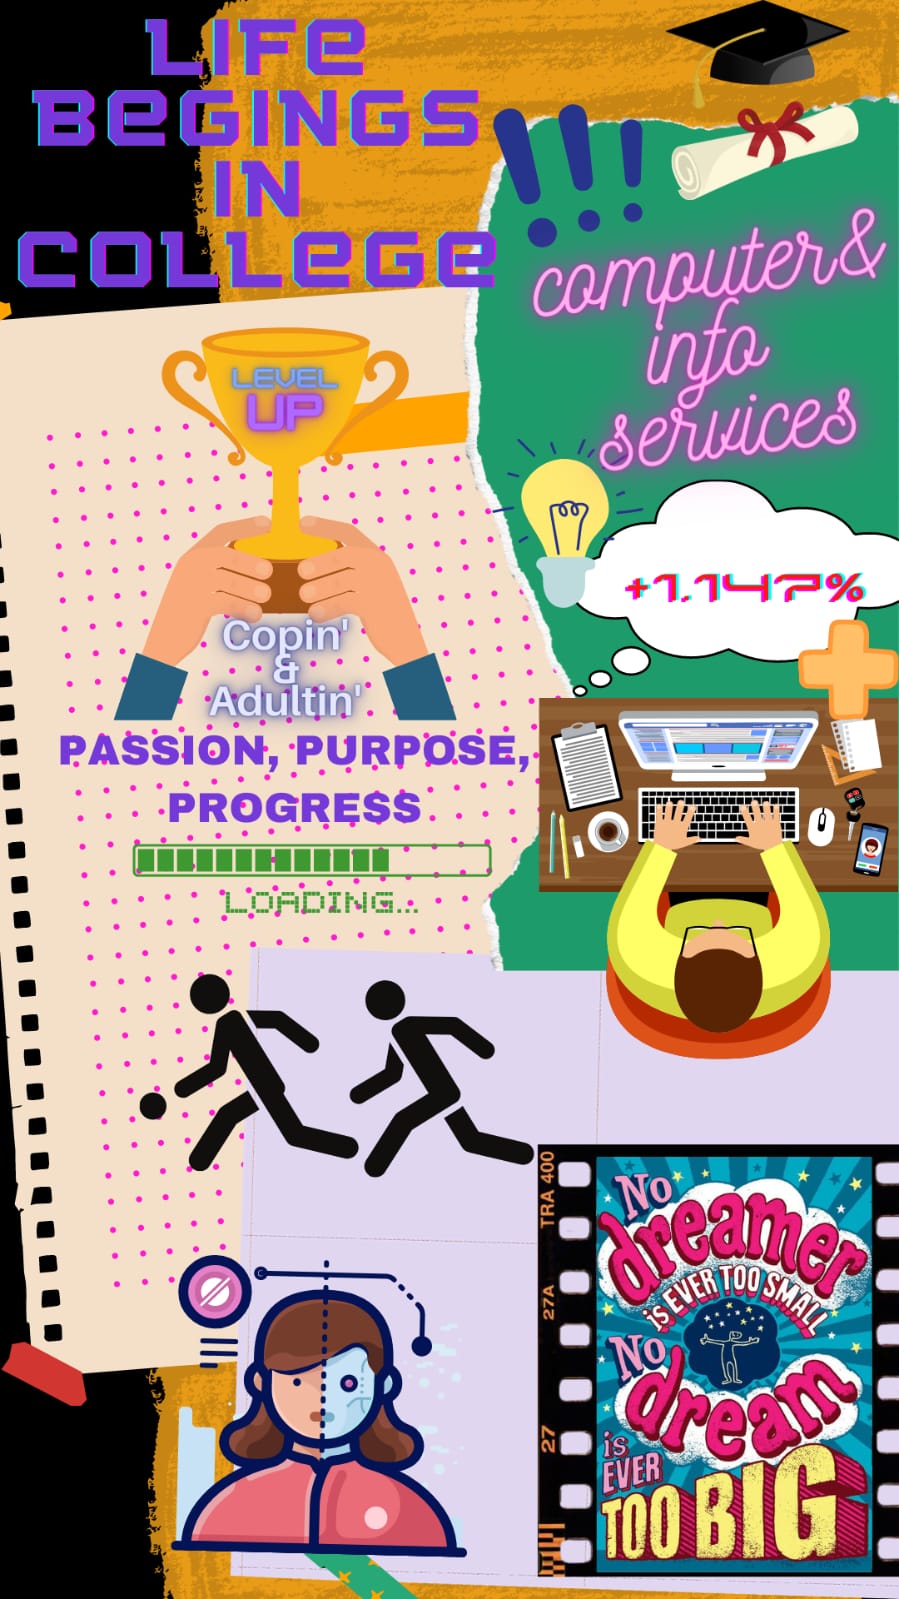 LIFe
BeGINGS
IN
COLLeGe
computer&
info
services
LEVEL
UP
+1.147%
Copin'
&
Adultin'
PASSION, PURPOSE,
PROGRESS
LOADING...
TRA 400
27A
27
No
dreamer
is EVER TOO SMALL
No
dream
is
EVER
TOO BIG